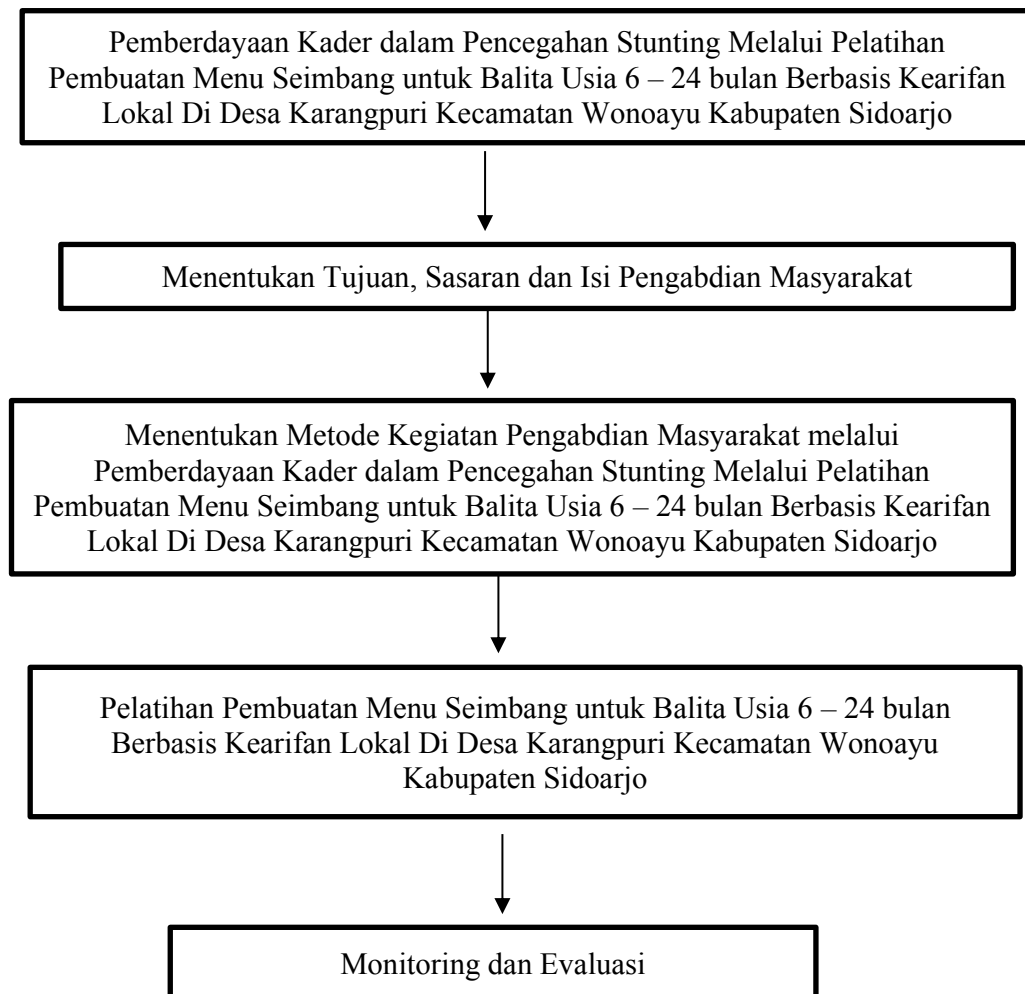 Pemberdayaan Kader dalam Pencegahan Stunting Melalui Pelatihan
Pembuatan Menu Seimbang untuk Balita Usia 6 – 24 bulan Berbasis Kearifan
Lokal Di Desa Karangpuri Kecamatan Wonoayu Kabupaten Sidoarjo
Menentukan Tujuan, Sasaran dan Isi Pengabdian Masyarakat
Menentukan Metode Kegiatan Pengabdian Masyarakat melalui
Pemberdayaan Kader dalam Pencegahan Stunting Melalui Pelatihan
Pembuatan Menu Seimbang untuk Balita Usia 6 – 24 bulan Berbasis Kearifan
Lokal Di Desa Karangpuri Kecamatan Wonoayu Kabupaten Sidoarjo
Pelatihan Pembuatan Menu Seimbang untuk Balita Usia 6 – 24 bulan
Berbasis Kearifan Lokal Di Desa Karangpuri Kecamatan Wonoayu
Kabupaten Sidoarjo
Monitoring dan Evaluasi